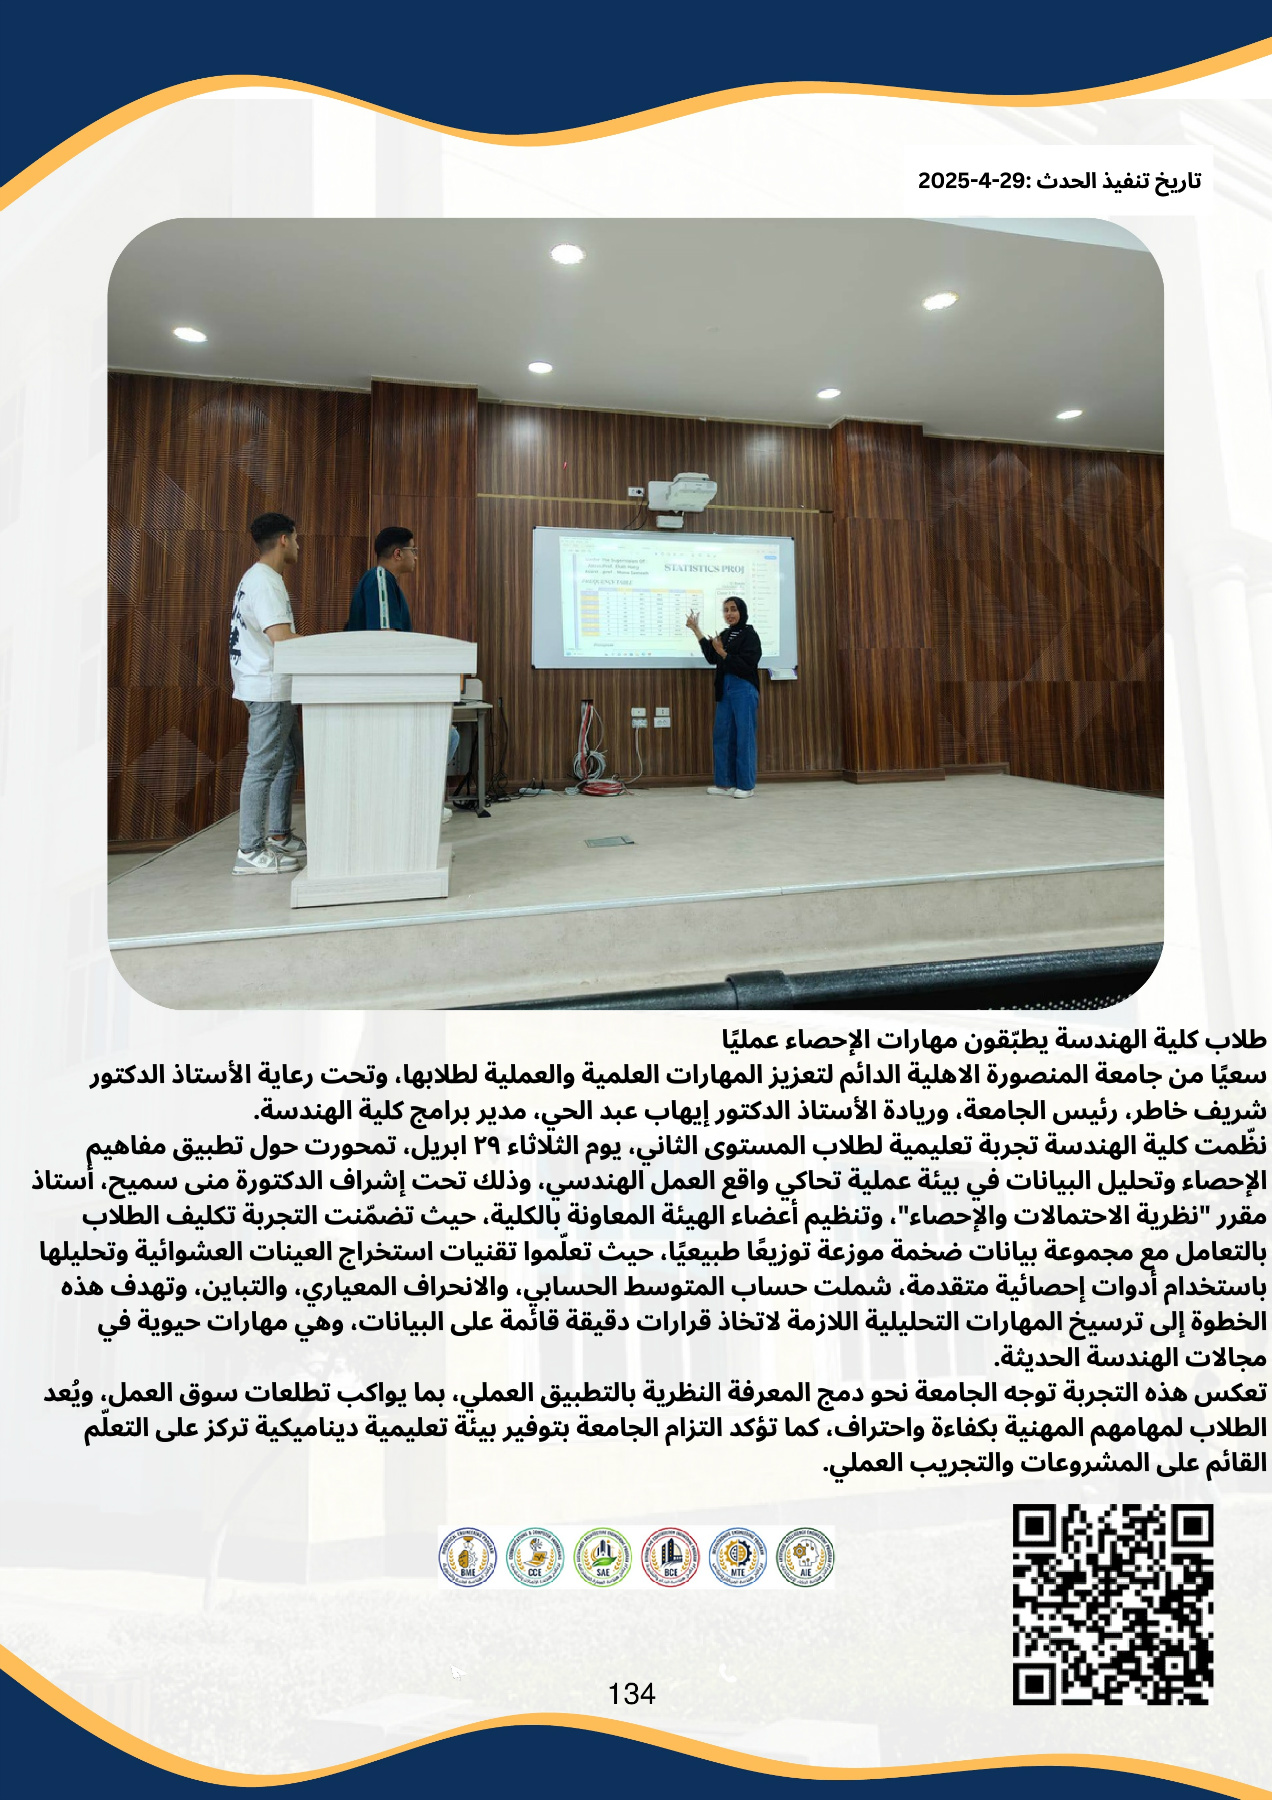 تاريخ تنفيذ الحدث :29-4-2025
Under The Supervision Of:
STATISTICS PROJ
FREQUENCY TABLE
طلاب كلية الهندسة يطبّقون مهارات الإحصاء عمليًا
سعيًا من جامعة المنصورة الاهلية الدائم لتعزيز المهارات العلمية والعملية لطلابها، وتحت رعاية الأستاذ الدكتور
شريف خاطر، رئيس الجامعة، وريادة الأستاذ الدكتور إيهاب عبد الحي، مدير برامج كلية الهندسة.
نظّمت كلية الهندسة تجربة تعليمية لطلاب المستوى الثاني، يوم الثلاثاء ٢٩ ابريل، تمحورت حول تطبيق مفاهيم
الإحصاء وتحليل البيانات في بيئة عملية تحاكي واقع العمل الهندسي، وذلك تحت إشراف الدكتورة منى سميح، أستاذ
مقرر "نظرية الاحتمالات والإحصاء"، وتنظيم أعضاء الهيئة المعاونة بالكلية، حيث تضمّنت التجربة تكليف الطلاب
بالتعامل مع مجموعة بيانات ضخمة موزعة توزيعًا طبيعيًا، حيث تعلّموا تقنيات استخراج العينات العشوائية وتحليلها
باستخدام أدوات إحصائية متقدمة، شملت حساب المتوسط الحسابي، والانحراف المعياري، والتباين، وتهدف هذه
الخطوة إلى ترسيخ المهارات التحليلية اللازمة لاتخاذ قرارات دقيقة قائمة على البيانات، وهي مهارات حيوية في
مجالات الهندسة الحديثة.
تعكس هذه التجربة توجه الجامعة نحو دمج المعرفة النظرية بالتطبيق العملي، بما يواكب تطلعات سوق العمل، ويُعد
الطلاب لمهامهم المهنية بكفاءة واحتراف، كما تؤكد التزام الجامعة بتوفير بيئة تعليمية ديناميكية تركز على التعلّم
القائم على المشروعات والتجريب العملي.
BME CCE SAE BCE MTE AIE
134